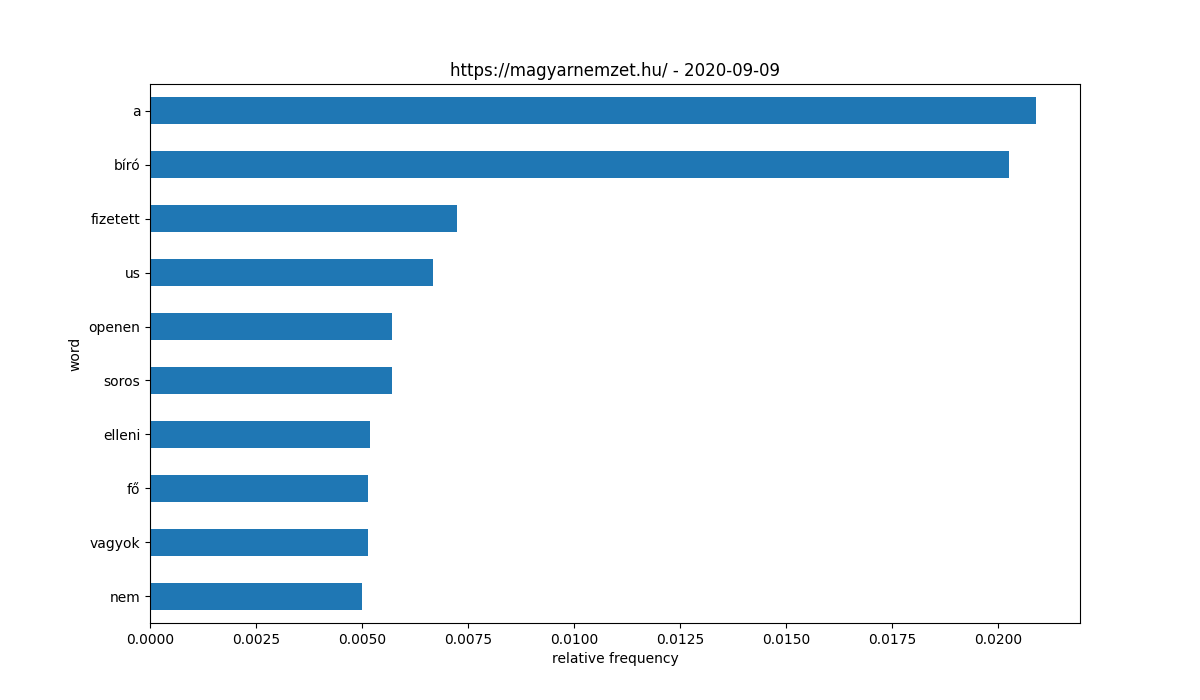 https://magyarnemzet.hu/ - 2020-09-09
a
bíró
fizetett
us
openen
soros
elleni
fő
vagyok
nem
word
0.0000 0.0025 0.0050 0.0075 0.0100 0.0125 0.0150 0.0175 0.0200
relative frequency